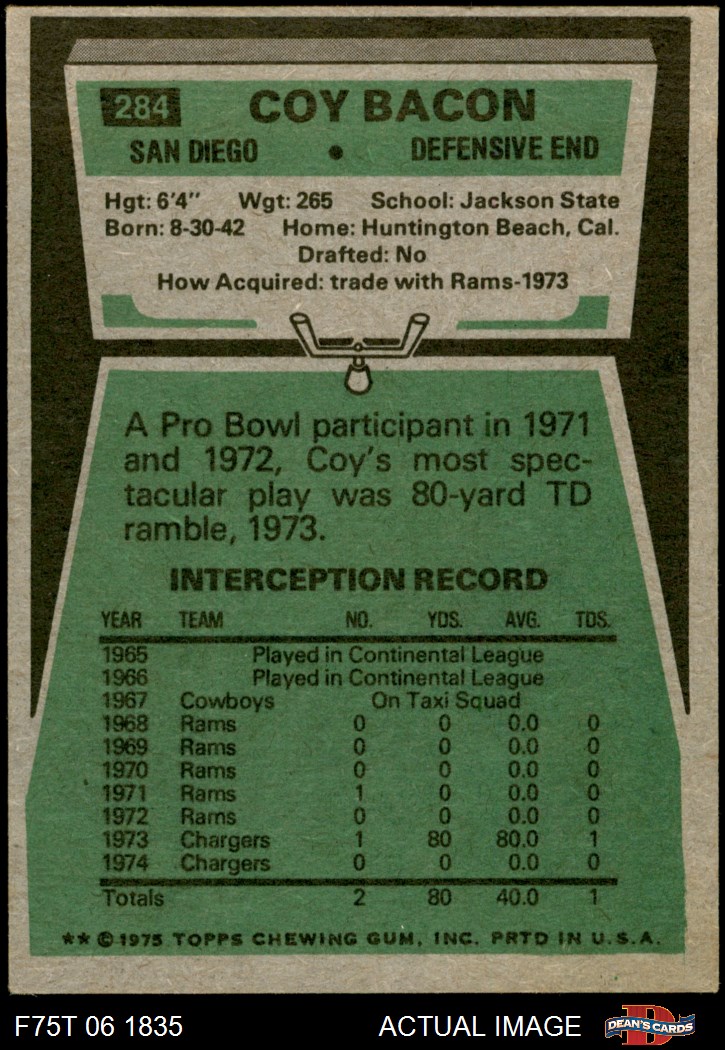 284 COY BACON
SAN DIEGO • DEFENSIVE END
Hgt: 6'4" Wgt: 265 School: Jackson State
Born: 8-30-42 Home: Huntington Beach, Cal.
Drafted: No
How Acquired: trade with Rams-1973
A Pro Bowl participant in 1971
and 1972, Coy's most spec-
tacular play was 80-yard TD
ramble, 1973.
INTERCEPTION RECORD
YEAR TEAM NO. YDS. AVG. TDS.
1965 Played in Continental League
1966 Played in Continental League
1967 Cowboys On Taxi Squad
1968 Rams 0 0 0.0 0
1969 Rams 0 0 0.0 0
1970 Rams 0 0 0.0 0
1971 Rams 1 0 0.0 0
1972 Rams 0 0 0.0 0
1973 Chargers 1 80 80.0 1
1974 Chargers 0 0 0.0 0
Totals 2 80 40.0 1
** © 1975 TOPPS CHEWING GUM, INC. PRTD IN U.S.A.
F75T 06 1835 ACTUAL IMAGE D DEAN'S CARDS